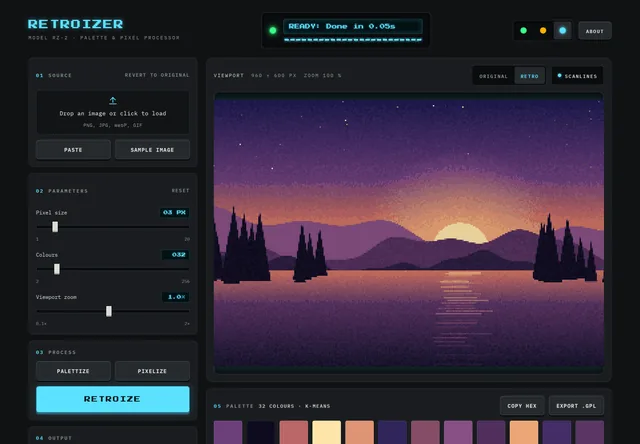 RETROIZER
MODEL RZ-2 · PALETTE & PIXEL PROCESSOR
READY: Done in 0.05s
ABOUT
01 SOURCE
REVERT TO ORIGINAL
Drop an image or click to load
PNG, JPG, WebP, GIF
PASTE
SAMPLE IMAGE
02 PARAMETERS
RESET
Pixel size
03 PX
1
Colours
032
2
256
Viewport zoom
1.0×
0.1×
2×
03 PROCESS
PALETTIZE
PIXELIZE
RETROIZE
04 OUTPUT
VIEWPORT 960 × 600 PX ZOOM 100 %
ORIGINAL
RETRO
SCANLINES
05 PALETTE 32 COLOURS · K-MEANS
COPY HEX
EXPORT .GPL